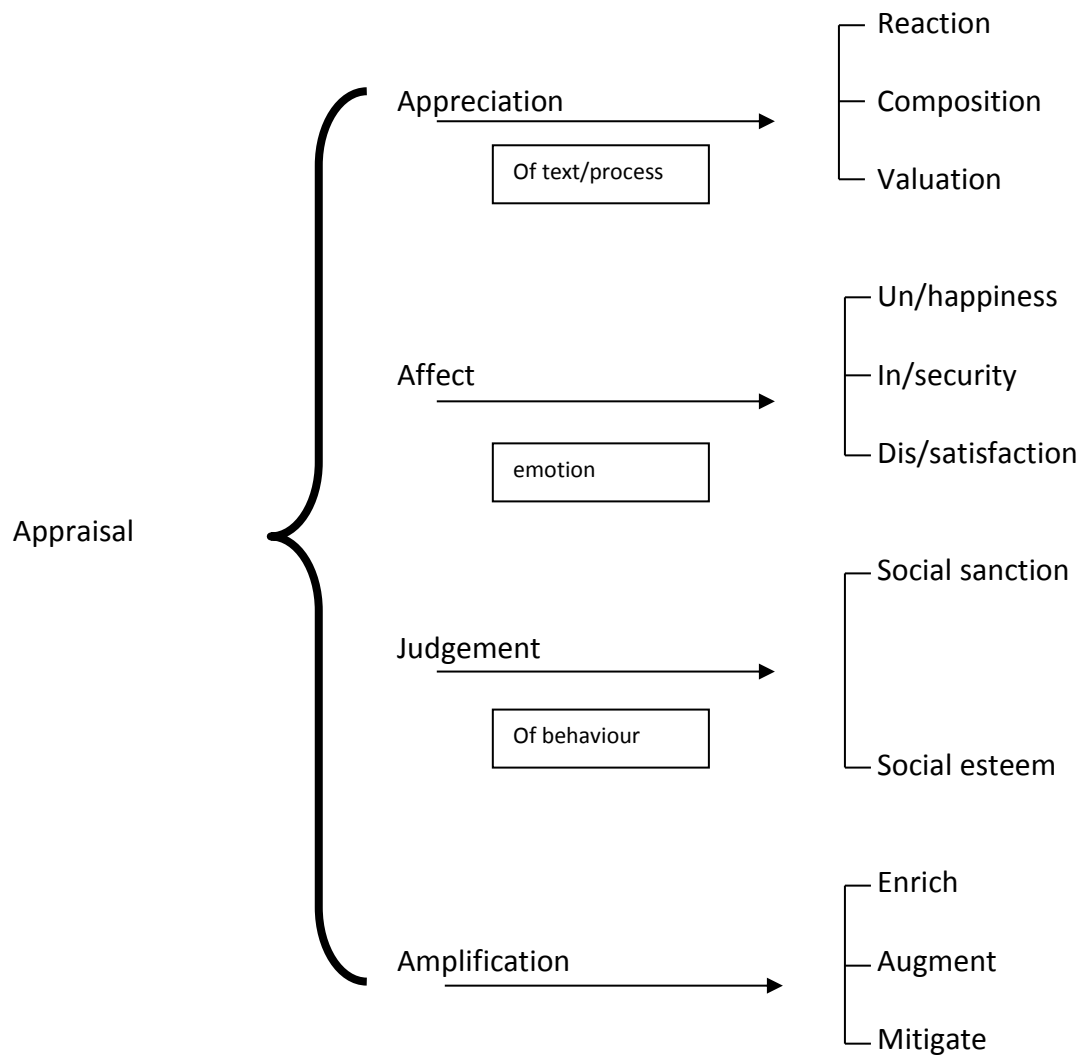 Reaction
Appreciation
Composition
Of text/process
Valuation
Un/happiness
Affect
In/security
emotion
Dis/satisfaction
Appraisal
Social sanction
Judgement
Of behaviour
Social esteem
Enrich
Amplification
Augment
Mitigate